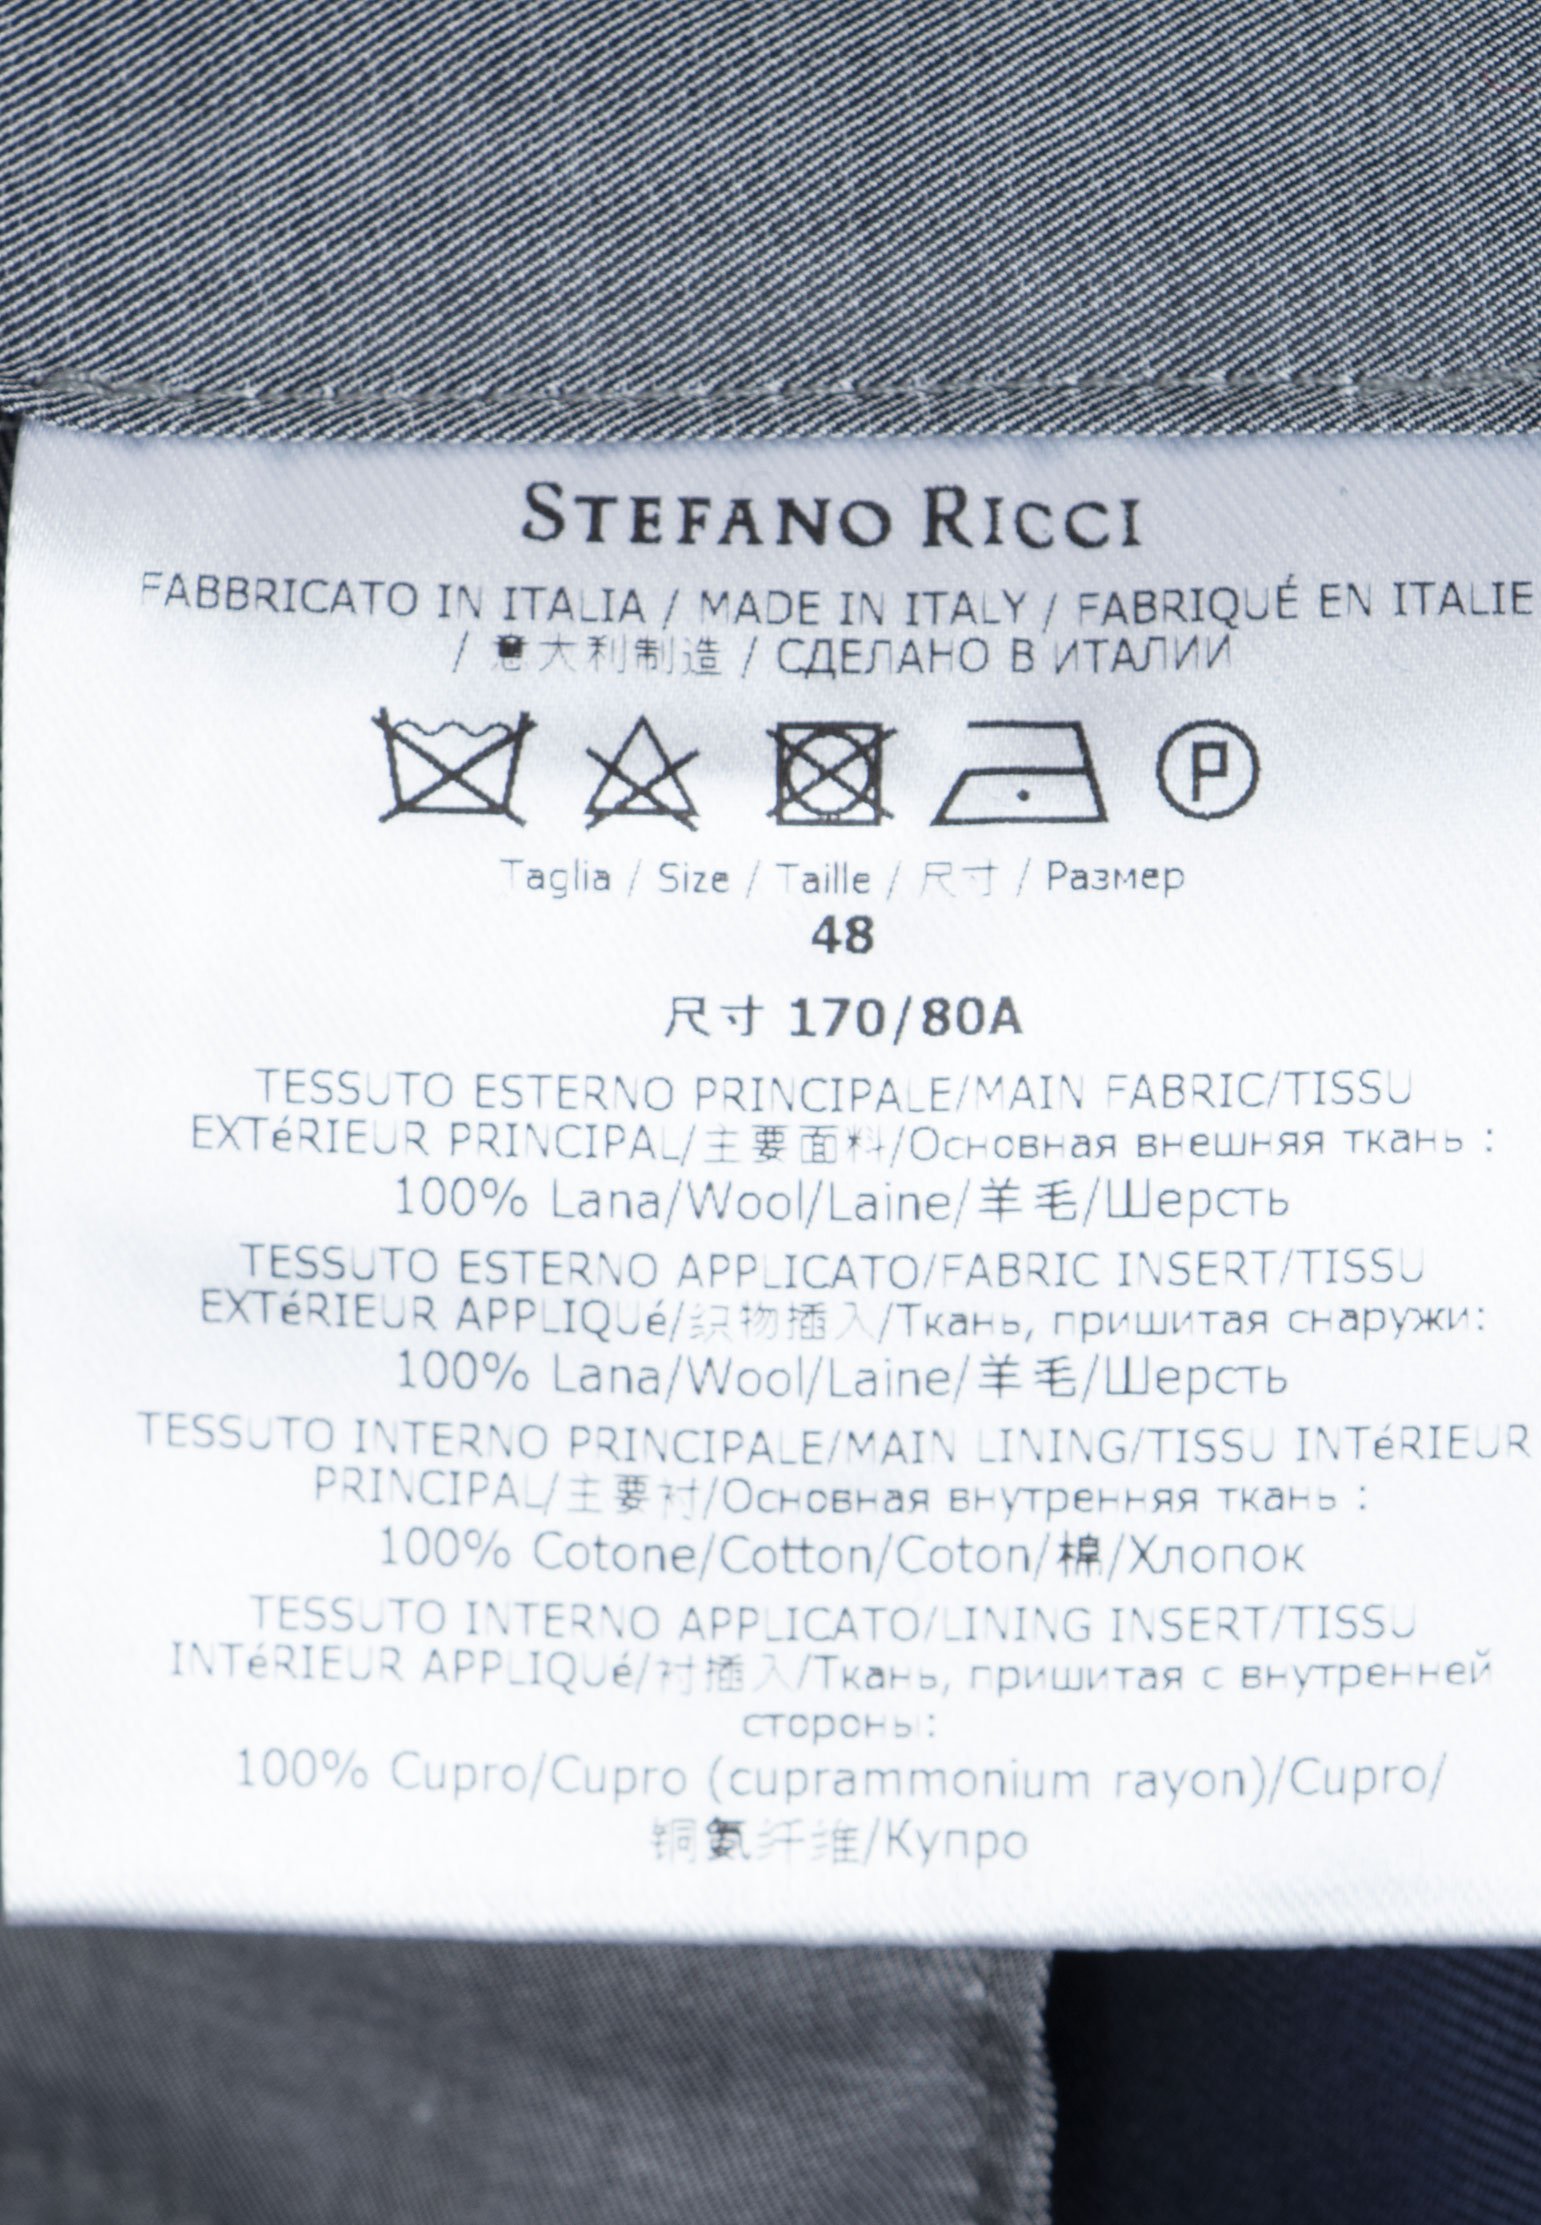 STEFANO RICCI
FABBRICATO IN ITALIA / MADE IN ITALY / FABRIQUÉ EN ITALIE
/ 意大利制造 / СДЕЛАНО В ИТАЛИИ
P
Taglia / Size / Taille / 尺寸 / Размер
48
尺寸 170/80A
TESSUTO ESTERNO PRINCIPALE/MAIN FABRIC/TISSU
EXTéRIEUR PRINCIPAL/主要面料/Основная внешняя ткань :
100% Lana/Wool/Laine/羊毛/Шерсть
TESSUTO ESTERNO APPLICATO/FABRIC INSERT/TISSU
EXTéRIEUR APPLIQUé/织物插入/Ткань, пришитая снаружи:
100% Lana/Wool/Laine/羊毛/Шерсть
TESSUTO INTERNO PRINCIPALE/MAIN LINING/TISSU INTéRIEUR
PRINCIPAL/主要衬/Основная внутренняя ткань :
100% Cotone/Cotton/Coton/棉/Хлопок
TESSUTO INTERNO APPLICATO/LINING INSERT/TISSU
INTéRIEUR APPLIQUé/衬插入/Ткань, пришитая с внутренней
стороны:
100% Cupro/Cupro (cuprammonium rayon)/Cupro/
铜氨纤维/Купро